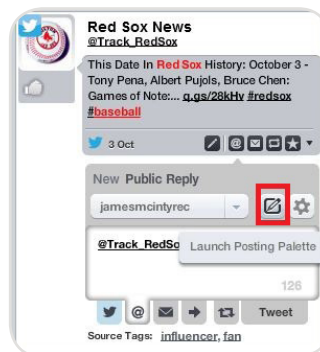 Red Sox News
@Track_RedSox
This Date In Red Sox History: October 3 -
Tony Pena, Albert Pujols, Bruce Chen:
Games of Note:... q.gs/28kHv #redsox
#baseball
3 Oct
New Public Reply
jamesmcintyrec
@Track_RedSo
Launch Posting Palette
126
Tweet
Source Tags: influencer, fan